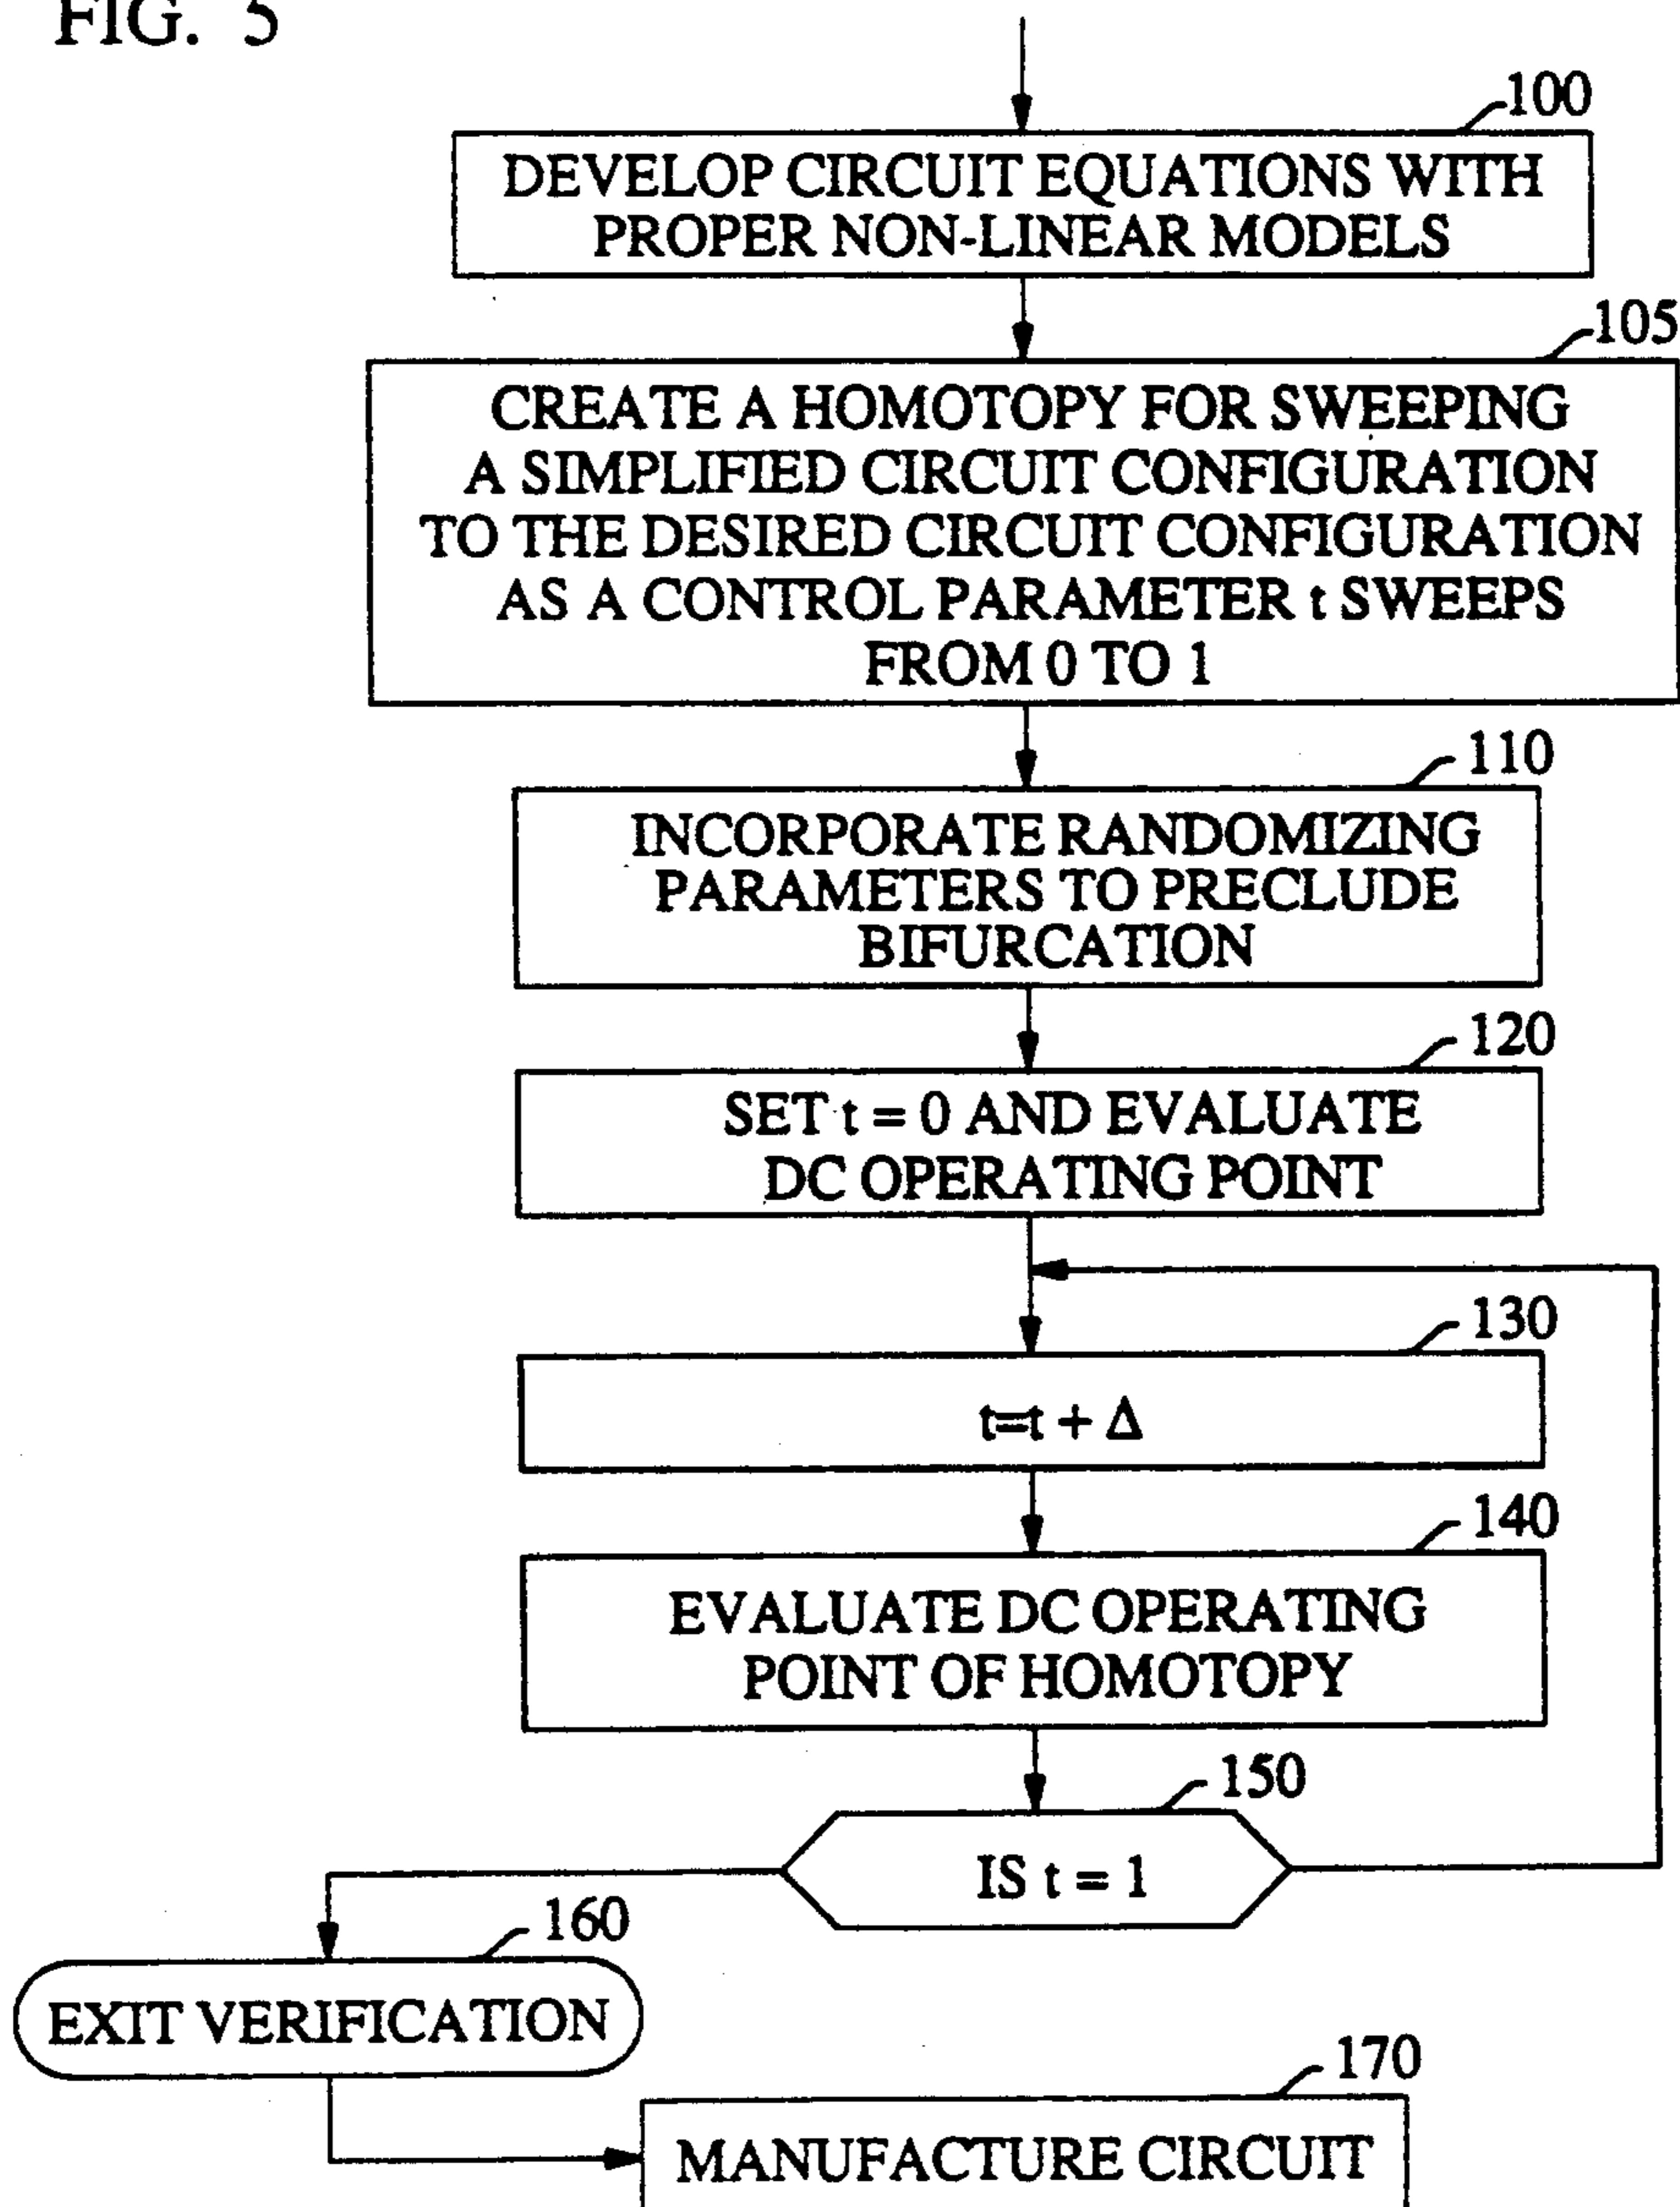 FIG. 5
100
DEVELOP CIRCUIT EQUATIONS WITH
PROPER NON-LINEAR MODELS
105
CREATE A HOMOTOPY FOR SWEEPING
A SIMPLIFIED CIRCUIT CONFIGURATION
TO THE DESIRED CIRCUIT CONFIGURATION
AS A CONTROL PARAMETER t SWEEPS
FROM 0 TO 1
110
INCORPORATE RANDOMIZING
PARAMETERS TO PRECLUDE
BIFURCATION
120
SET t = 0 AND EVALUATE
DC OPERATING POINT
130
t=t + Δ
140
EVALUATE DC OPERATING
POINT OF HOMOTOPY
150
IS t = 1
160
EXIT VERIFICATION
170
MANUFACTURE CIRCUIT